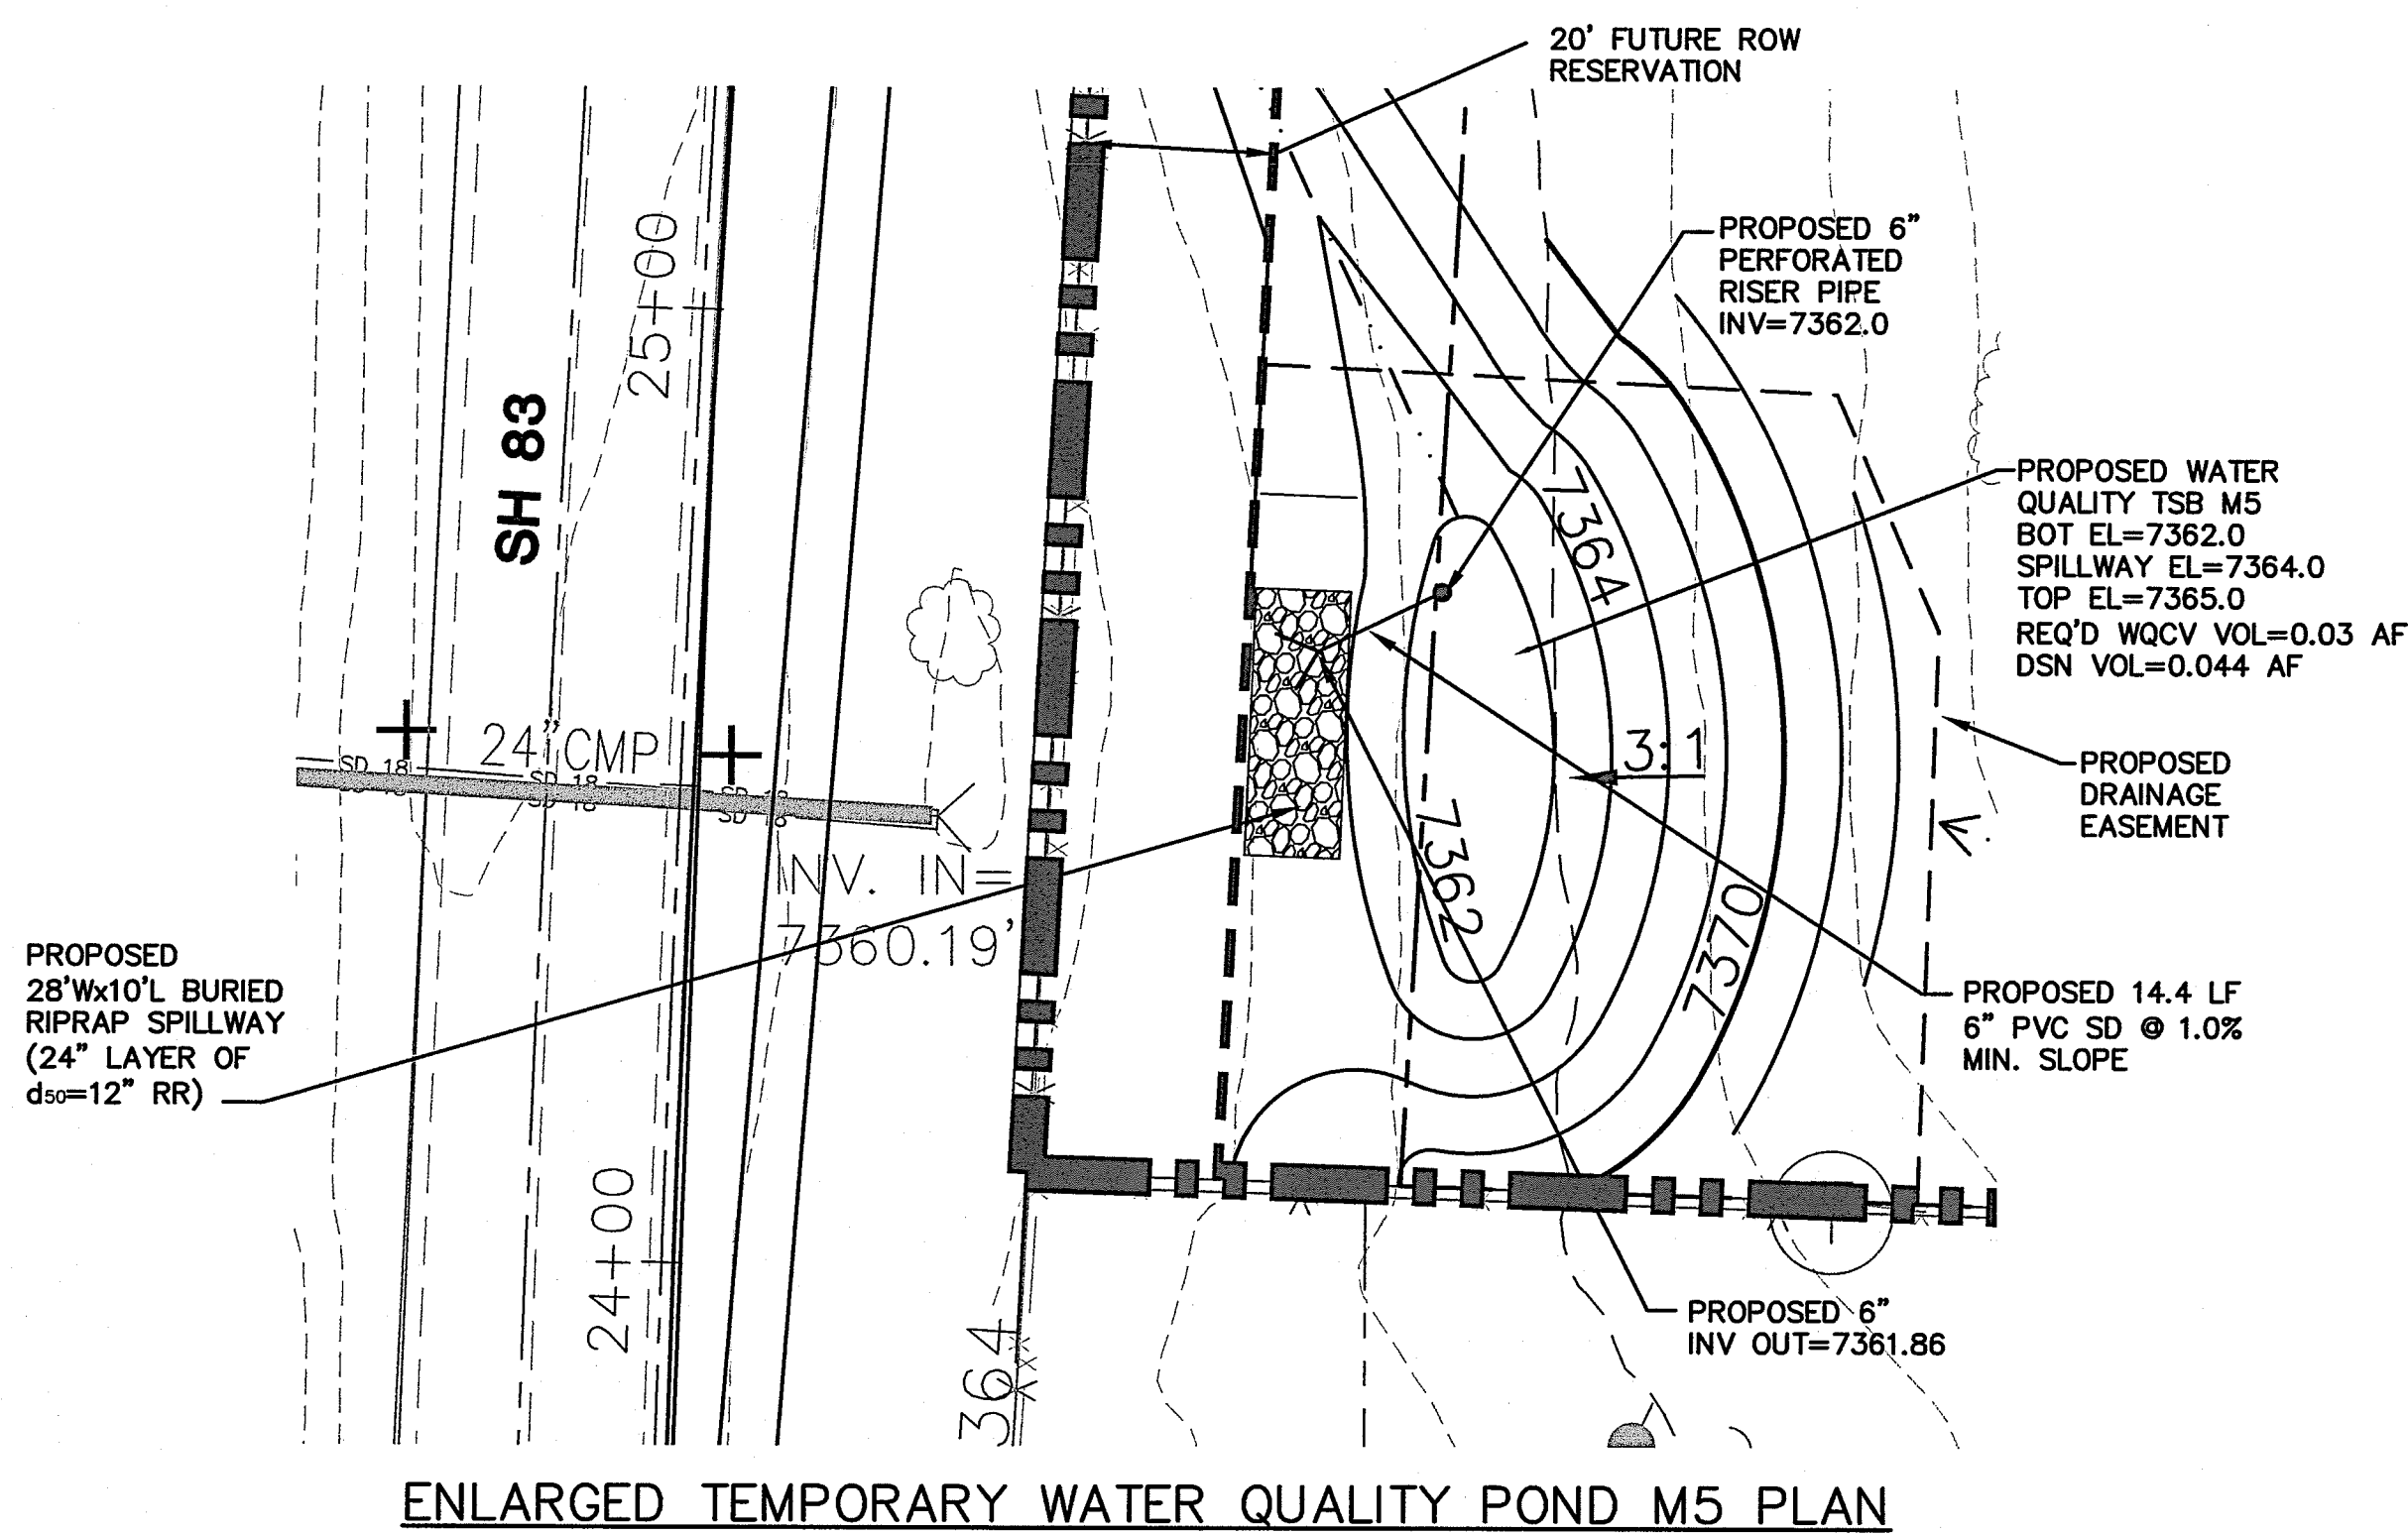 20' FUTURE ROW
RESERVATION
PROPOSED 6"
PERFORATED
RISER PIPE
INV=7362.0
25+00
SH 83
7364
PROPOSED WATER
QUALITY TSB M5
BOT EL=7362.0
SPILLWAY EL=7364.0
TOP EL=7365.0
REQ'D WQCV VOL=0.03 AF
DSN VOL=0.044 AF
24" CMP
SD 18
SD 18
SD 18
3:1
PROPOSED
DRAINAGE
EASEMENT
7362
INV. IN=
7360.19'
7370
PROPOSED
28'Wx10'L BURIED
RIPRAP SPILLWAY
(24" LAYER OF
d50=12" RR)
PROPOSED 14.4 LF
6" PVC SD @ 1.0%
MIN. SLOPE
24+00
364
PROPOSED 6"
INV OUT=7361.86
ENLARGED TEMPORARY WATER QUALITY POND M5 PLAN